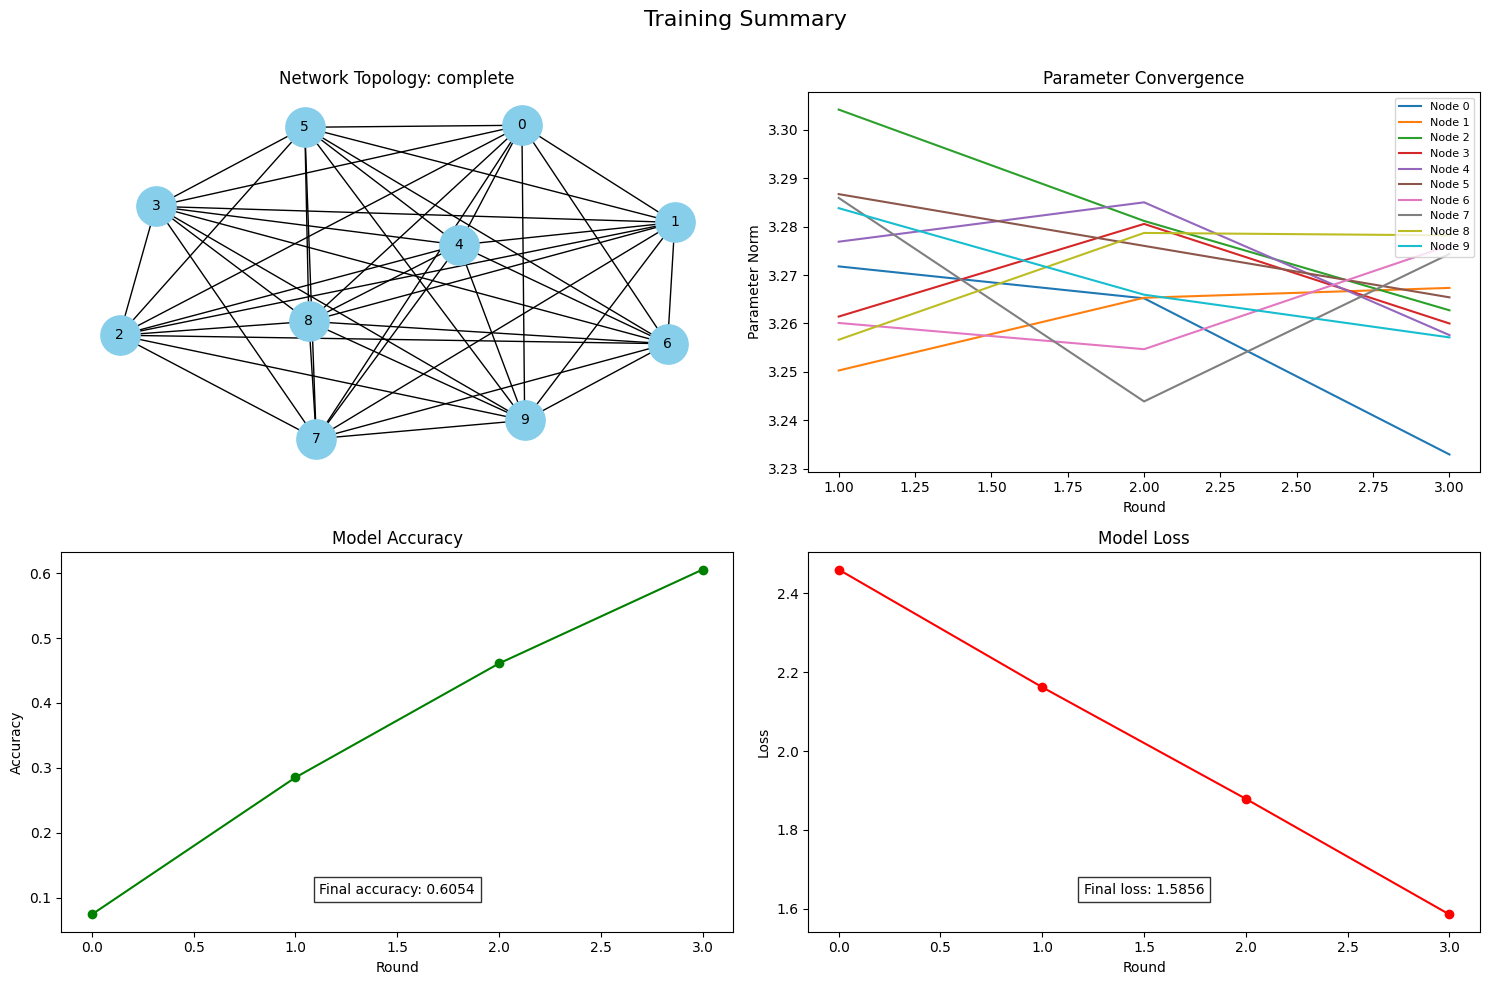 Training Summary
Network Topology: complete
5
0
3
1
4
8
2
6
9
7
Parameter Convergence
Parameter Norm
3.30
3.29
3.28
3.27
3.26
3.25
3.24
3.23
Node 0
Node 1
Node 2
Node 3
Node 4
Node 5
Node 6
Node 7
Node 8
Node 9
1.00 1.25 1.50 1.75 2.00 2.25 2.50 2.75 3.00
Round
Model Accuracy
Accuracy
0.6
0.5
0.4
0.3
0.2
0.1
Final accuracy: 0.6054
0.0 0.5 1.0 1.5 2.0 2.5 3.0
Round
Model Loss
Loss
2.4
2.2
2.0
1.8
1.6
Final loss: 1.5856
0.0 0.5 1.0 1.5 2.0 2.5 3.0
Round